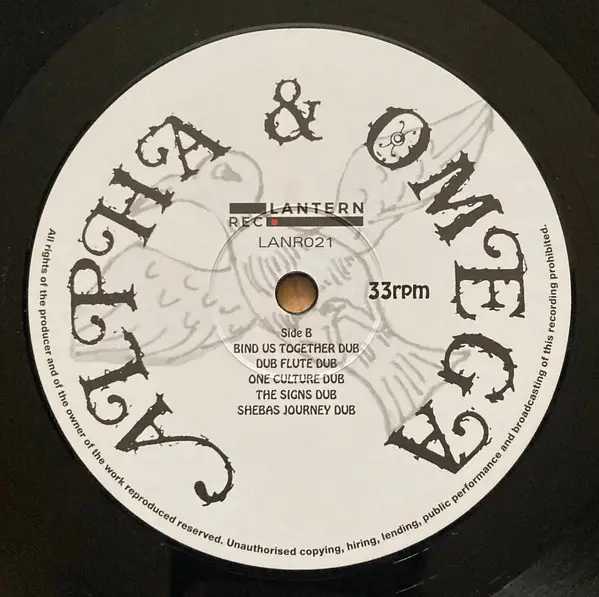 ALPHA & OMEGA
LANTERN
REC
LANR021
33rpm
Side B
BIND US TOGETHER DUB
DUB FLUTE DUB
ONE CULTURE DUB
THE SIGNS DUB
SHEBAS JOURNEY DUB
All rights of the producer and of the owner of the work reproduced reserved. Unauthorised copying, hiring, lending, public performance and broadcasting of this recording prohibited.